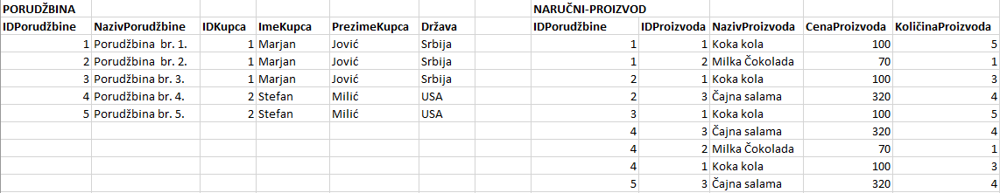 PORUDŽBINA NARUČNI-PROIZVOD
IDPorudžbine NazivPorudžbine IDKupca ImeKupca PrezimeKupca Država IDPorudžbine IDProizvoda NazivProizvoda CenaProizvoda KoličinaProizvoda
1 Porudžbina  br. 1. 1 Marjan Jović Srbija 1 1 Koka kola 100 5
2 Porudžbina  br. 2. 1 Marjan Jović Srbija 1 2 Milka Čokolada 70 1
3 Porudžbina br. 3. 1 Marjan Jović Srbija 2 1 Koka kola 100 3
4 Porudžbina br. 4. 2 Stefan Milić USA 2 3 Čajna salama 320 4
5 Porudžbina br. 5. 2 Stefan Milić USA 3 1 Koka kola 100 5
4 3 Čajna salama 320 4
4 2 Milka Čokolada 70 1
4 1 Koka kola 100 3
5 3 Čajna salama 320 4